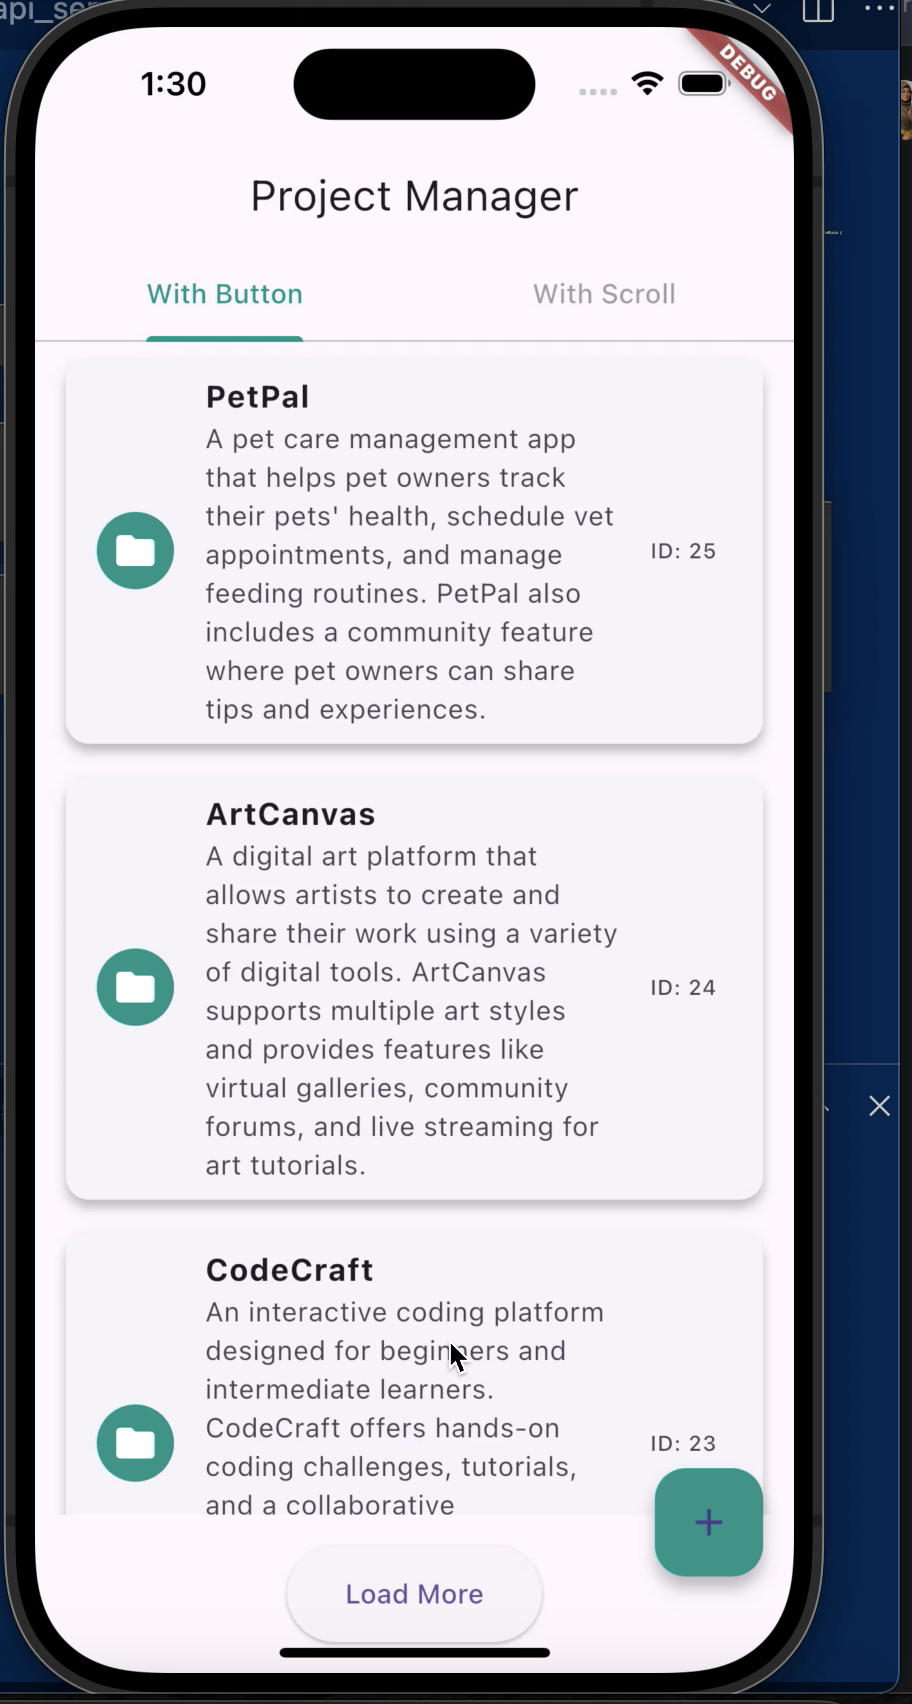 api_se
1:30
DEBUG
Project Manager
With Button
With Scroll
PetPal
A pet care management app
that helps pet owners track
their pets' health, schedule vet
appointments, and manage
feeding routines. PetPal also
includes a community feature
where pet owners can share
tips and experiences.
ID: 25
ArtCanvas
A digital art platform that
allows artists to create and
share their work using a variety
of digital tools. ArtCanvas
supports multiple art styles
and provides features like
virtual galleries, community
forums, and live streaming for
art tutorials.
ID: 24
CodeCraft
An interactive coding platform
designed for beginners and
intermediate learners.
CodeCraft offers hands-on
coding challenges, tutorials,
and a collaborative
ID: 23
+
Load More